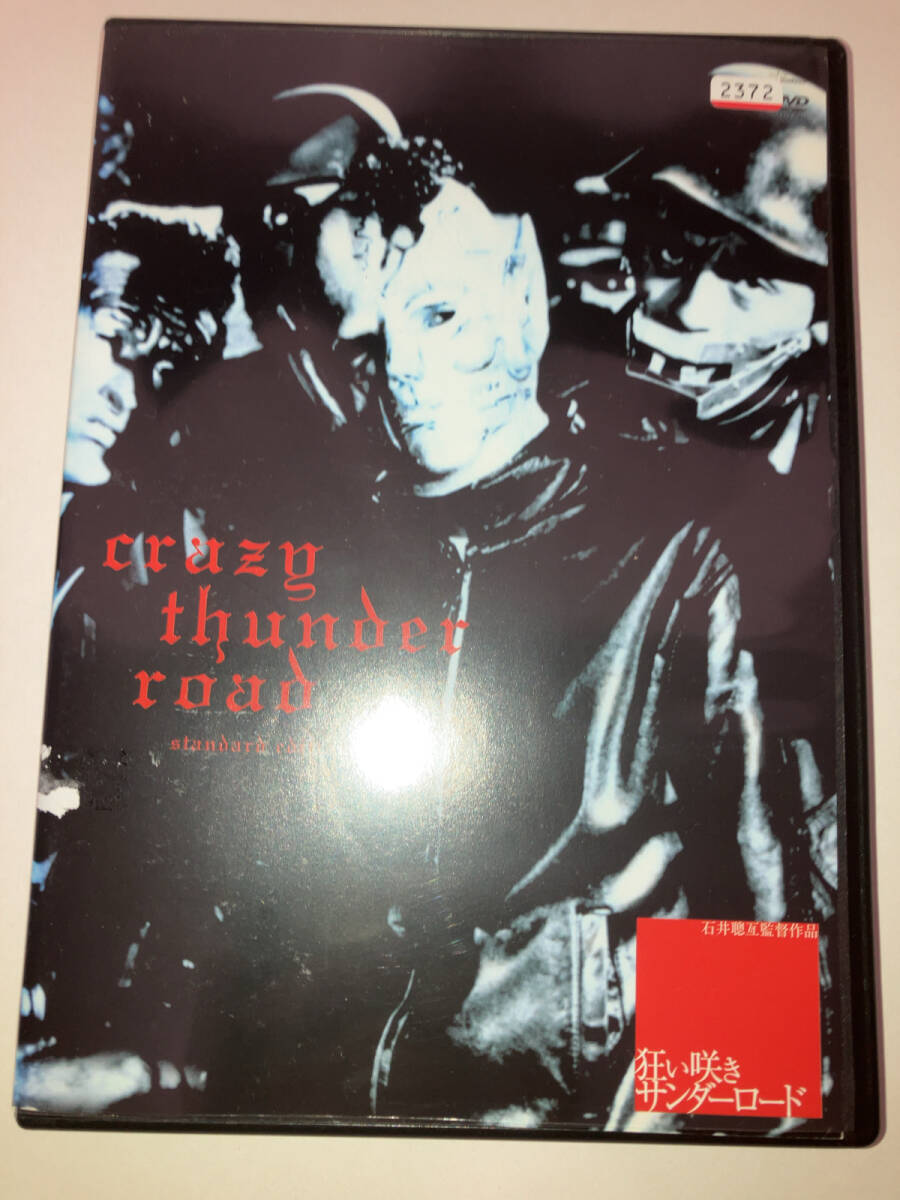 2372
DVD
crazy
thunder
road
standard
石井聰亙監督作品
狂い咲き
サンダーロード